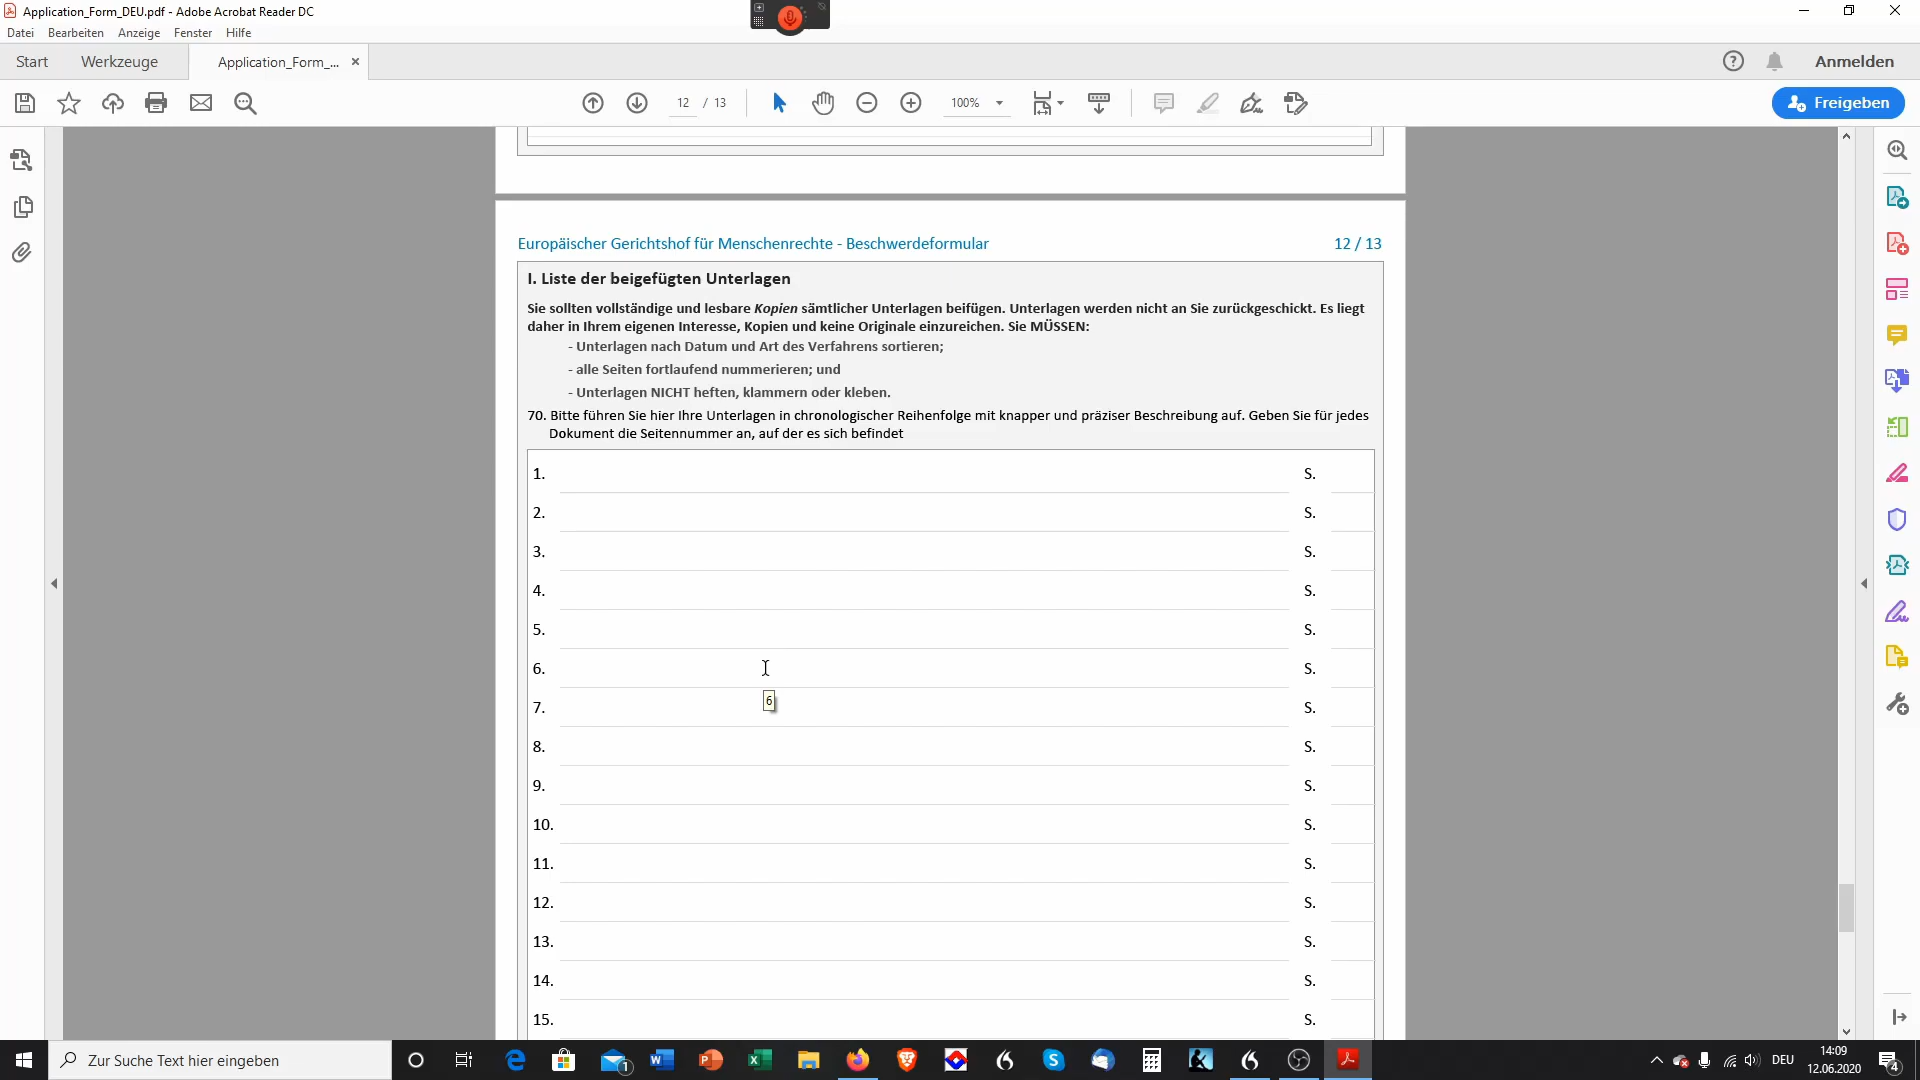 Application_Form_DEU.pdf - Adobe Acrobat Reader DC
Datei Bearbeiten Anzeige Fenster Hilfe
Start Werkzeuge Application_Form_... × Anmelden
12 / 13 100% Freigeben
Europäischer Gerichtshof für Menschenrechte - Beschwerdeformular 12 / 13
I. Liste der beigefügten Unterlagen
Sie sollten vollständige und lesbare Kopien sämtlicher Unterlagen beifügen. Unterlagen werden nicht an Sie zurückgeschickt. Es liegt
daher in Ihrem eigenen Interesse, Kopien und keine Originale einzureichen. Sie MÜSSEN:
- Unterlagen nach Datum und Art des Verfahrens sortieren;
- alle Seiten fortlaufend nummerieren; und
- Unterlagen NICHT heften, klammern oder kleben.
70. Bitte führen Sie hier Ihre Unterlagen in chronologischer Reihenfolge mit knapper und präziser Beschreibung auf. Geben Sie für jedes
Dokument die Seitennummer an, auf der es sich befindet
1. S.
2. S.
3. S.
4. S.
5. S.
6. S.
6
7. S.
8. S.
9. S.
10. S.
11. S.
12. S.
13. S.
14. S.
15. S.
Zur Suche Text hier eingeben
1
DEU
14:09
12.06.2020
4